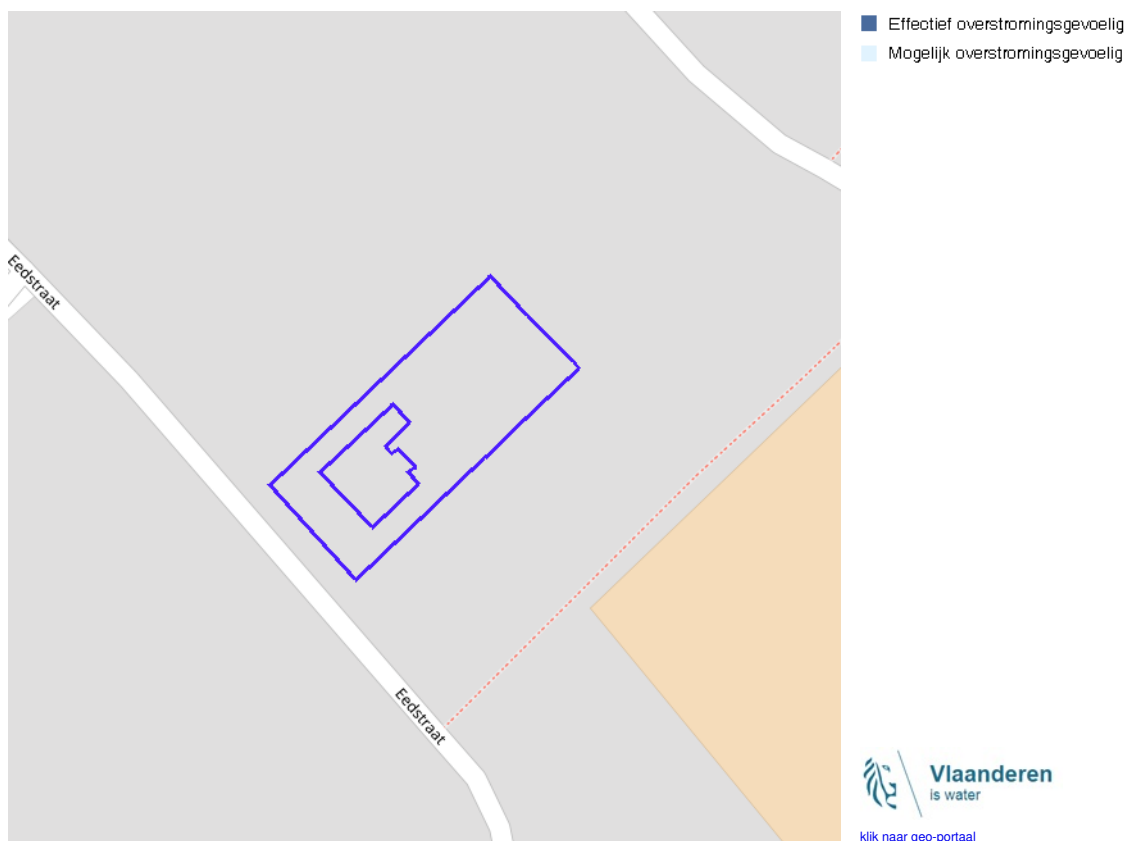 Effectief overstromingsgevoelig
Mogelijk overstromingsgevoelig
Eedstraat
Eedstraat
Vlaanderen
is water
klik naar geo-portaal